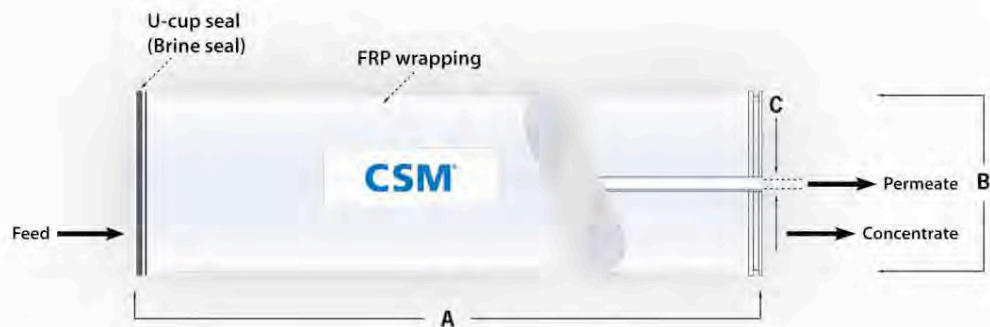 U-cup seal
(Brine seal)
FRP wrapping
C
CSM
Permeate
B
Feed
Concentrate
A